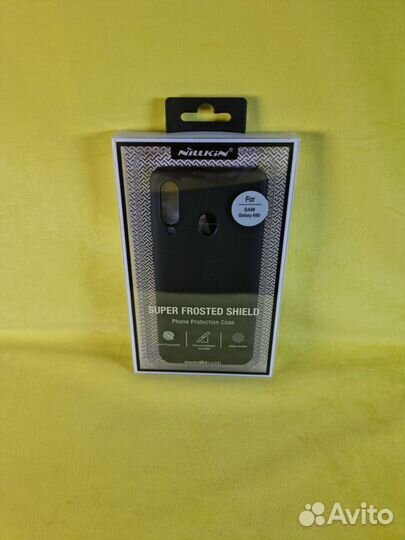 NILLKIN®
For
SAM
Galaxy A60
SUPER FROSTED SHIELD
Phone Protection Case
www.nillkin.com
Avito